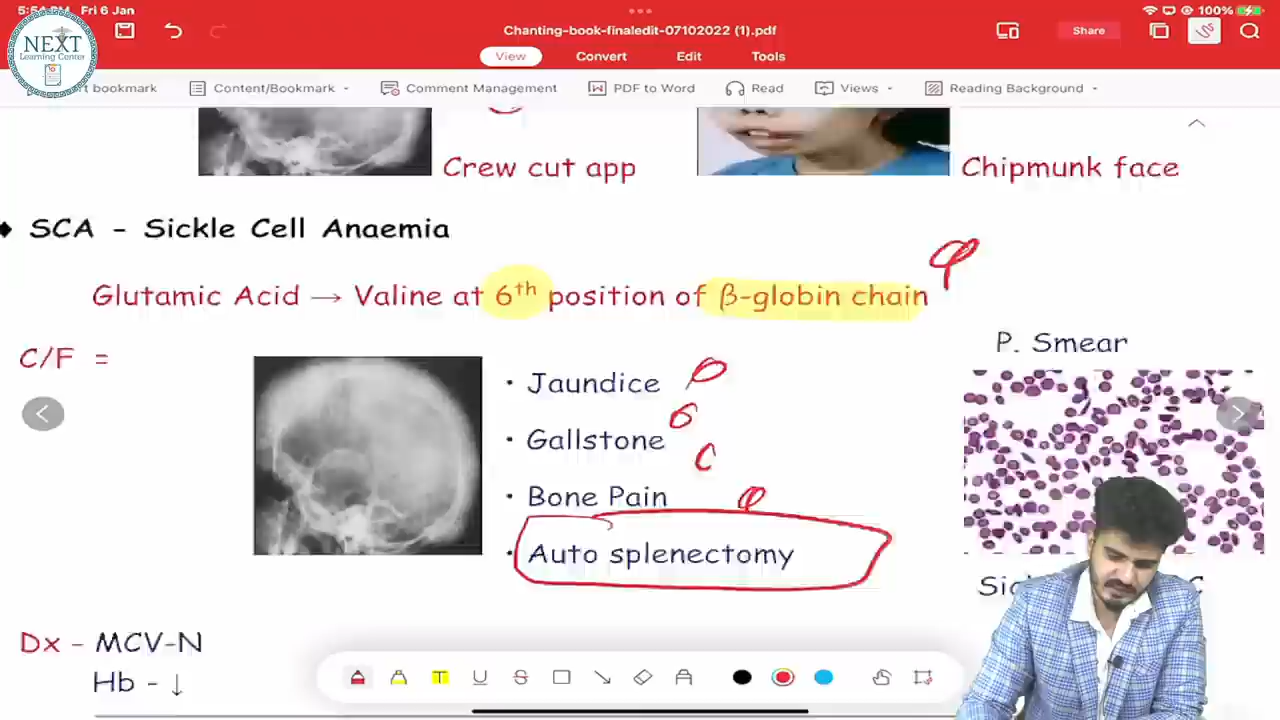 5:54 PM Fri 6 Jan
100%
NEXT
Learning Center
Chanting-book-finaledit-07102022 (1).pdf
Share
View Convert Edit Tools
bookmark Content/Bookmark Comment Management PDF to Word Read Views Reading Background
Crew cut app
Chipmunk face
♦ SCA - Sickle Cell Anaemia
Glutamic Acid → Valine at 6th position of β-globin chain
C/F =
P. Smear
• Jaundice
• Gallstone
• Bone Pain
• Auto splenectomy
Dx - MCV-N
Hb - ↓